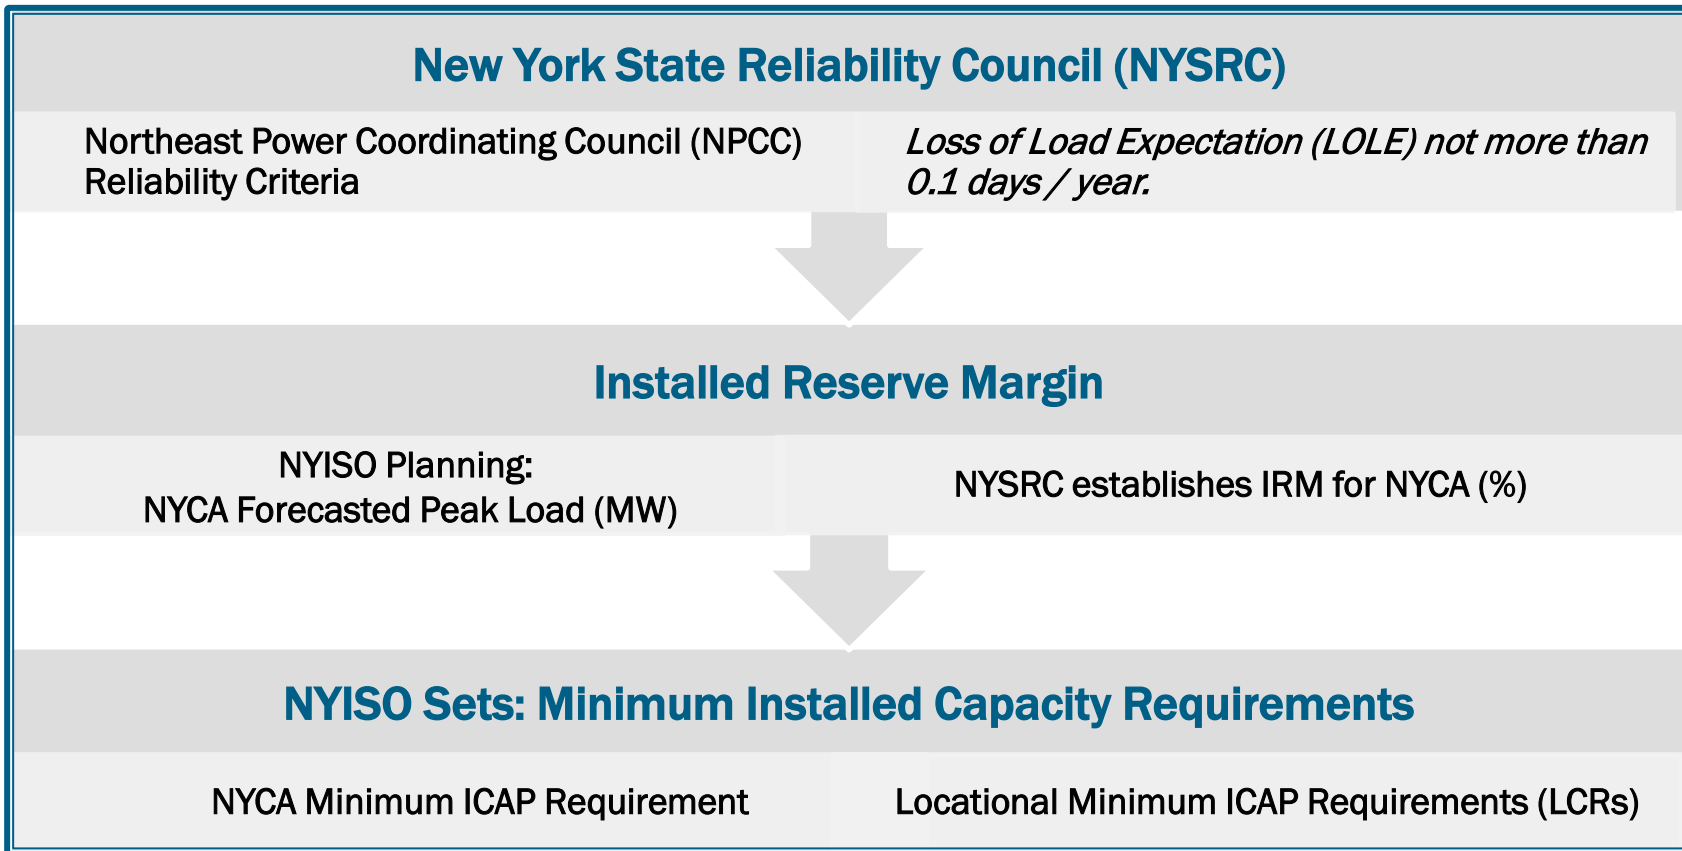 New York State Reliability Council (NYSRC)
Northeast Power Coordinating Council (NPCC)
Reliability Criteria
Loss of Load Expectation (LOLE) not more than
0.1 days / year.
Installed Reserve Margin
NYISO Planning:
NYCA Forecasted Peak Load (MW)
NYSRC establishes IRM for NYCA (%)
NYISO Sets: Minimum Installed Capacity Requirements
NYCA Minimum ICAP Requirement
Locational Minimum ICAP Requirements (LCRs)